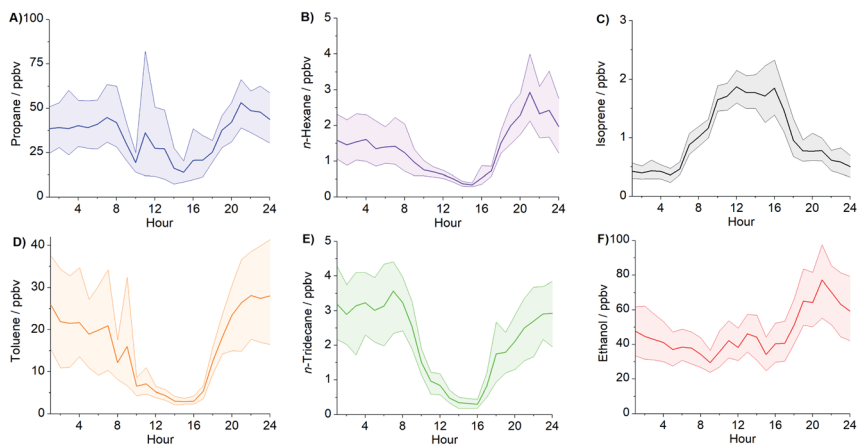 A)
100
75
50
25
0
Propane / ppbv
4 8 12 16 20 24
Hour
B)
5
4
3
2
1
0
n-Hexane / ppbv
4 8 12 16 20 24
Hour
C)
3
2
1
0
Isoprene / ppbv
4 8 12 16 20 24
Hour
D)
40
30
20
10
0
Toluene / ppbv
4 8 12 16 20 24
Hour
E)
5
4
3
2
1
0
n-Tridecane / ppbv
4 8 12 16 20 24
Hour
F)
100
80
60
40
20
0
Ethanol / ppbv
4 8 12 16 20 24
Hour